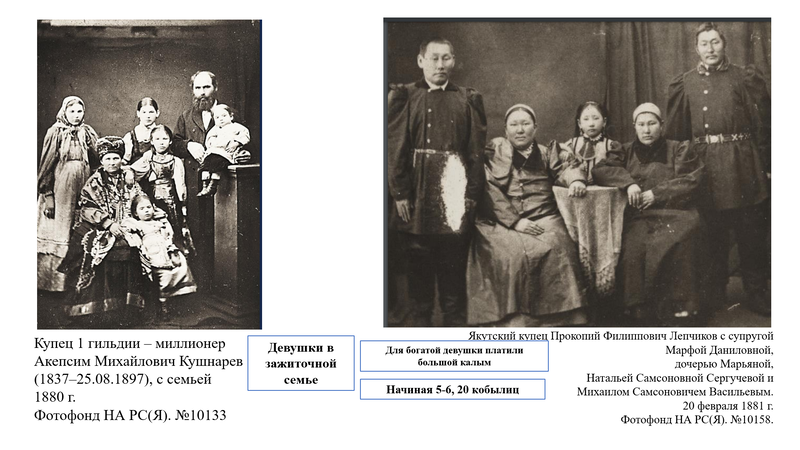 Купец 1 гильдии – миллионер
Акепсим Михайлович Кушнарев
(1837–25.08.1897), с семьей
1880 г.
Фотофонд НА РС(Я). №10133
Девушки в
зажиточной
семье
Для богатой девушки платили
большой калым
Начиная 5-6, 20 кобылиц
Якутский купец Прокопий Филиппович Лепчиков с супругой
Марфой Даниловной,
дочерью Марьяной,
Натальей Самсоновной Сергучевой и
Михаилом Самсоновичем Васильевым.
20 февраля 1881 г.
Фотофонд НА РС(Я). №10158.